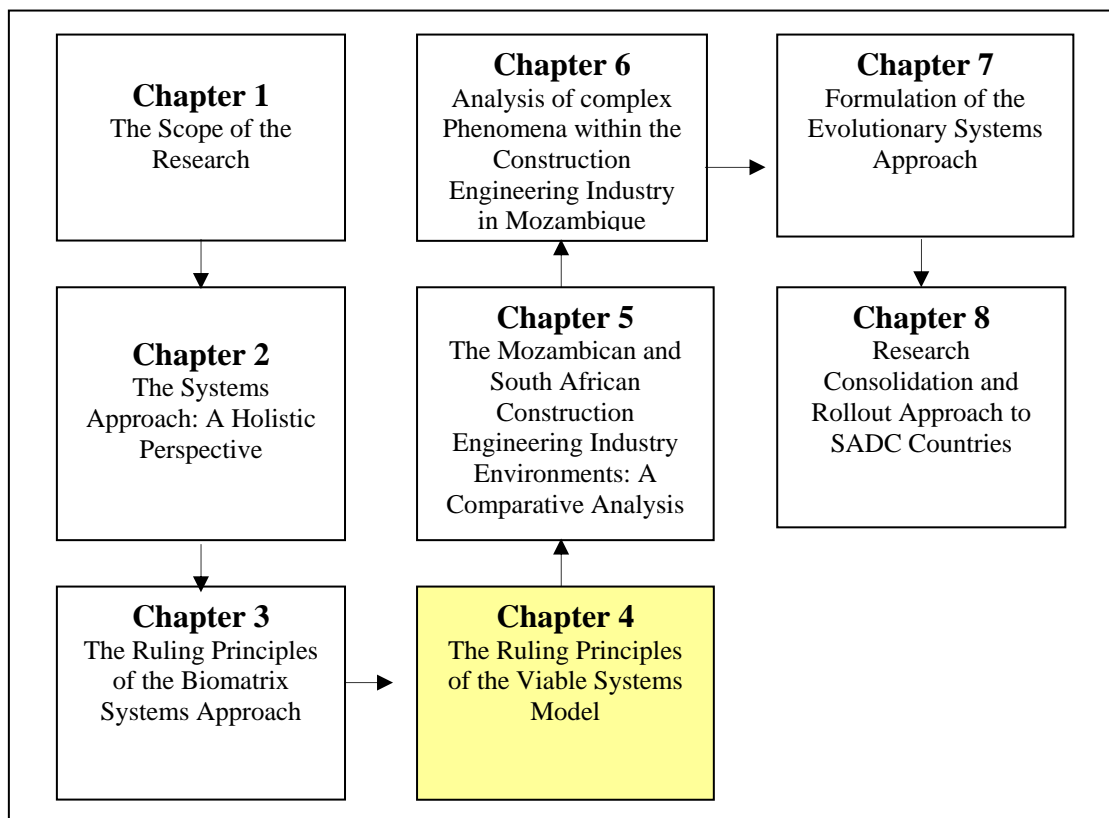 Chapter 1
The Scope of the
Research
Chapter 2
The Systems
Approach: A Holistic
Perspective
Chapter 3
The Ruling Principles
of the Biomatrix
Systems Approach
Chapter 4
The Ruling Principles
of the Viable Systems
Model
Chapter 5
The Mozambican and
South African
Construction
Engineering Industry
Environments: A
Comparative Analysis
Chapter 6
Analysis of complex
Phenomena within the
Construction
Engineering Industry
in Mozambique
Chapter 7
Formulation of the
Evolutionary Systems
Approach
Chapter 8
Research
Consolidation and
Rollout Approach to
SADC Countries